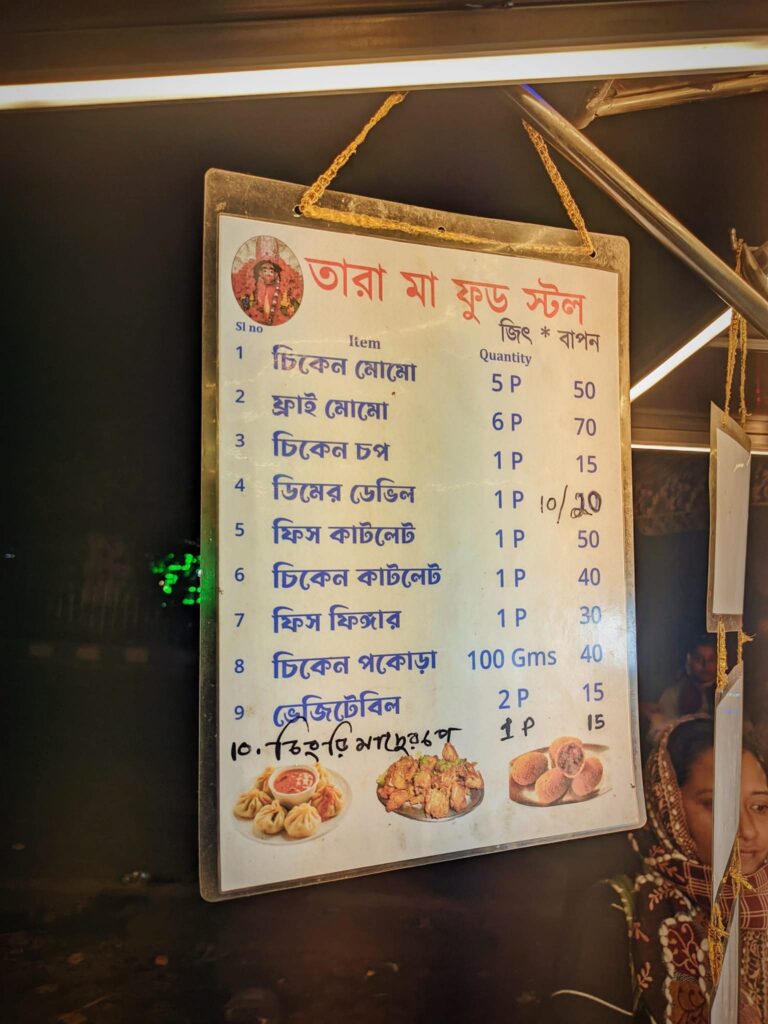 তারা মা ফুড স্টল
জিৎ * বাপন
Sl no Item Quantity
1 চিকেন মোমো 5 P 50
2 ফ্রাই মোমো 6 P 70
3 চিকেন চপ 1 P 15
4 ডিমের ডেভিল 1 P 10/20
5 ফিস কাটলেট 1 P 50
6 চিকেন কাটলেট 1 P 40
7 ফিস ফিঙ্গার 1 P 30
8 চিকেন পকোড়া 100 Gms 40
9 ভেজিটেবিল 2 P 15
10. চিংড়ি মাছের চপ 1 P 15